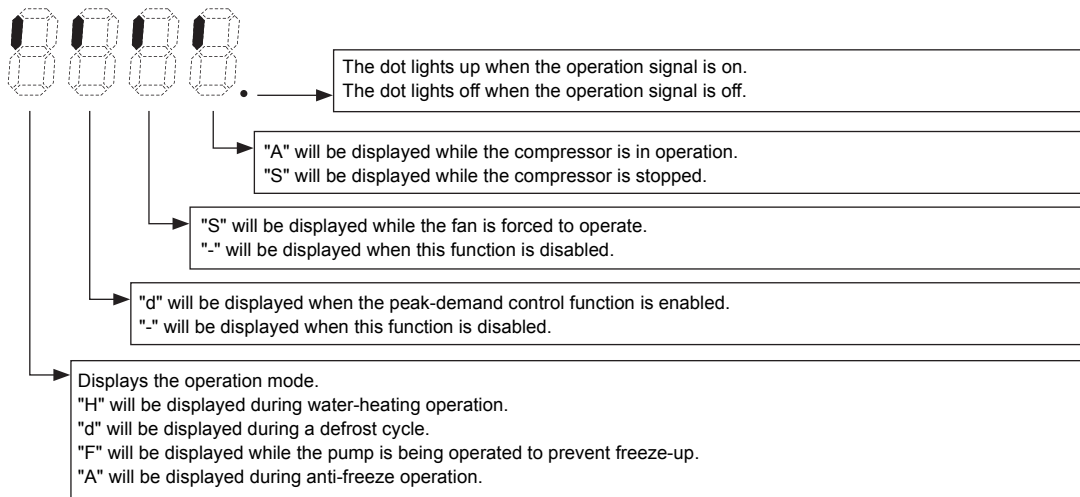 The dot lights up when the operation signal is on.
The dot lights off when the operation signal is off.
"A" will be displayed while the compressor is in operation.
"S" will be displayed while the compressor is stopped.
"S" will be displayed while the fan is forced to operate.
"-" will be displayed when this function is disabled.
"d" will be displayed when the peak-demand control function is enabled.
"-" will be displayed when this function is disabled.
Displays the operation mode.
"H" will be displayed during water-heating operation.
"d" will be displayed during a defrost cycle.
"F" will be displayed while the pump is being operated to prevent freeze-up.
"A" will be displayed during anti-freeze operation.